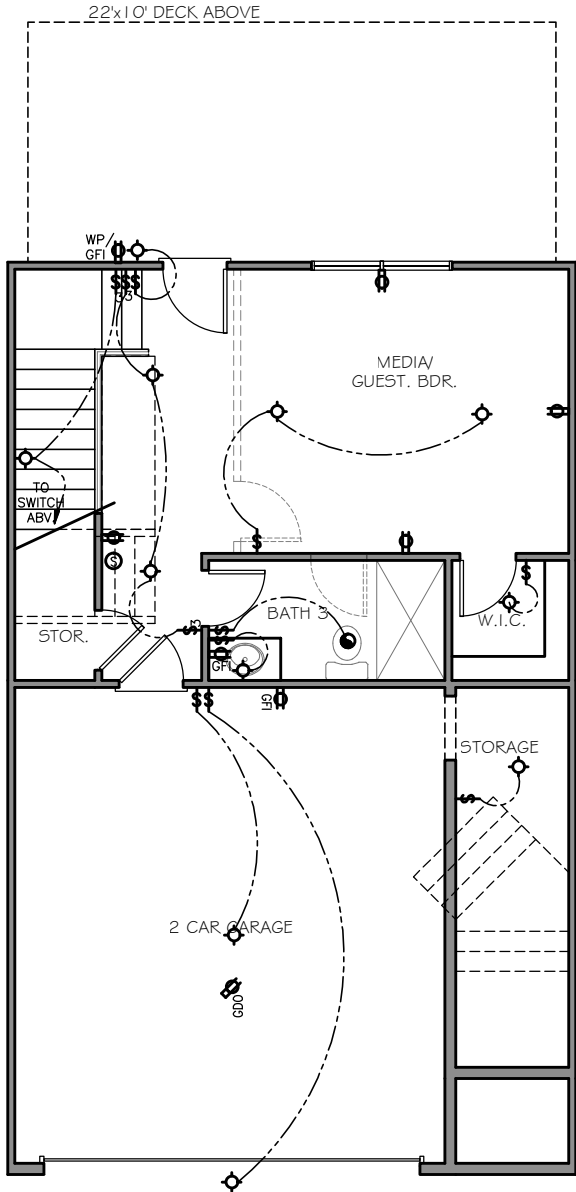 22'x10' DECK ABOVE
WP/
GFI
$$$
33
MEDIA/
GUEST. BDR.
TO
SWITCH
ABV.
$
S
$
BATH 3
W.I.C.
STOR.
$3
$$
GFI
$$
GFI
STORAGE
$
2 CAR GARAGE
GDO